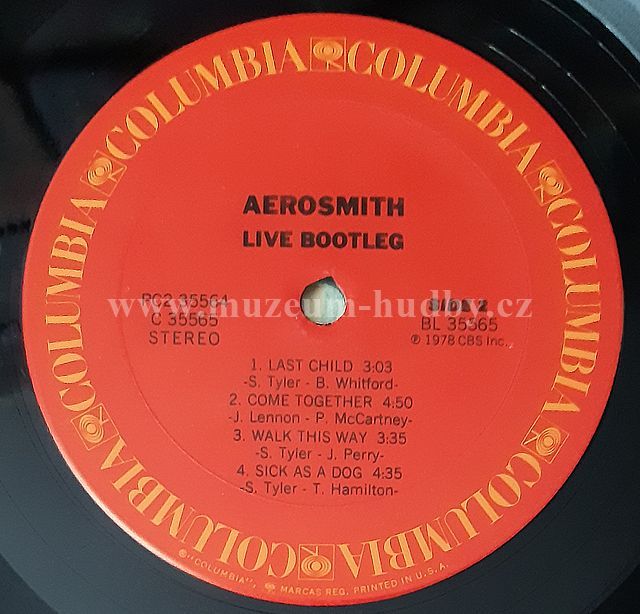 COLUMBIA COLUMBIA COLUMBIA COLUMBIA COLUMBIA COLUMBIA COLUMBIA
AEROSMITH
LIVE BOOTLEG
www.muzeum-hudby.cz
PC2 35564
C 35565
STEREO
SIDE 2
BL 35565
℗ 1978 CBS Inc.
1. LAST CHILD 3:03
-S. Tyler - B. Whitford-
2. COME TOGETHER 4:50
-J. Lennon - P. McCartney-
3. WALK THIS WAY 3:35
-S. Tyler - J. Perry-
4. SICK AS A DOG 4:35
-S. Tyler - T. Hamilton-
"COLUMBIA", MARCAS REG. PRINTED IN U.S.A.